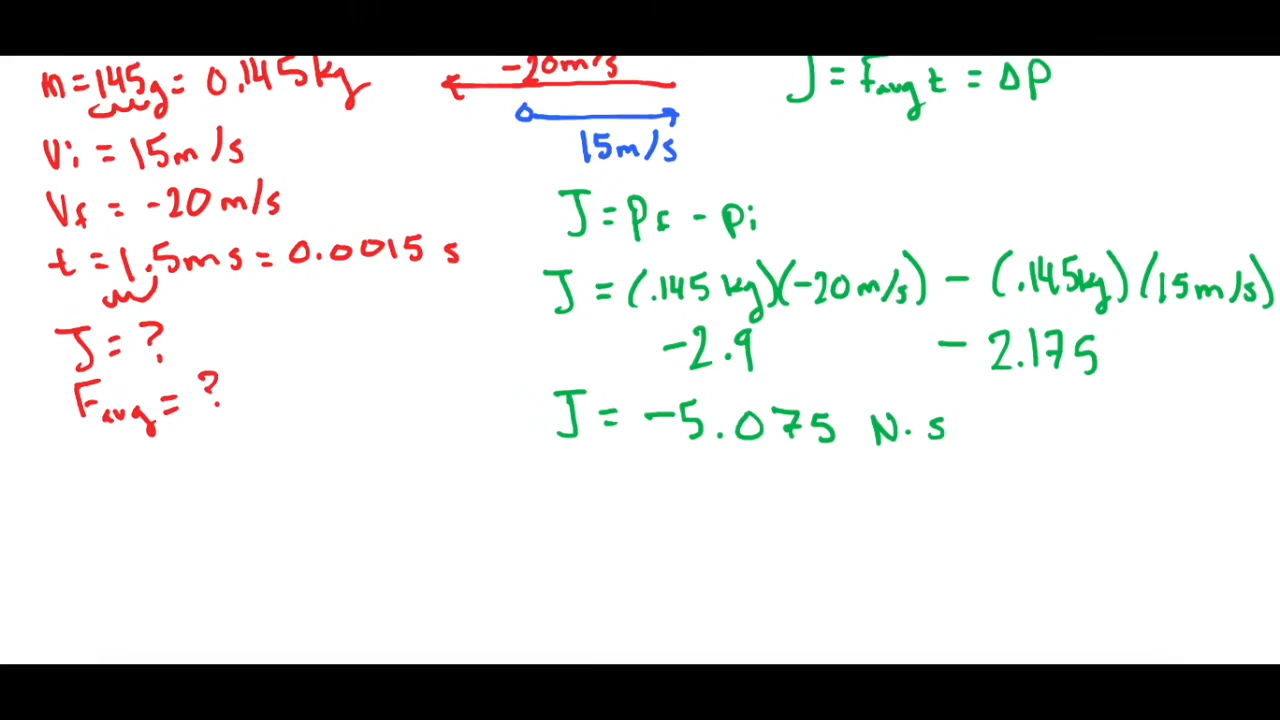 m = 145g = 0.145kg
Vi = 15m/s
Vf = -20m/s
t = 1.5ms = 0.0015 s
J = ?
Favg = ?
-20m/s
15m/s
J = Favg t = ΔP
J = Pf - Pi
J = (.145 kg)(-20m/s) - (.145kg)(15m/s)
-2.9 - 2.175
J = -5.075 N·s